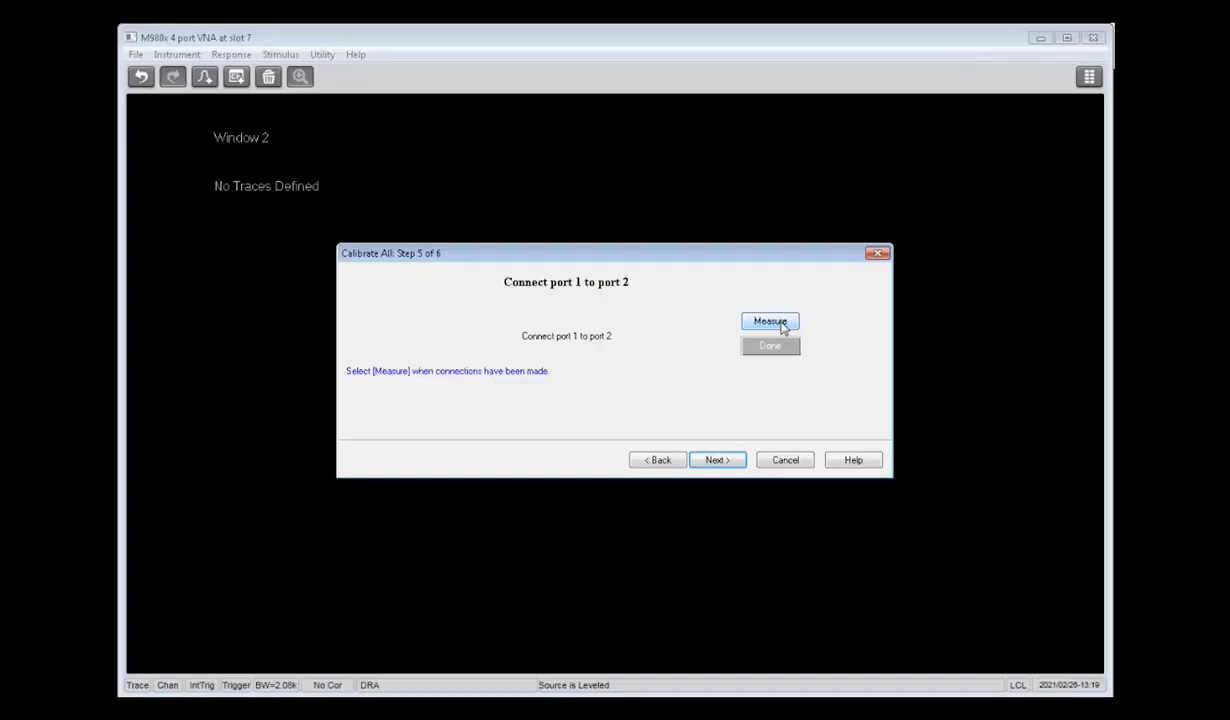 M980x 4 port VNA at slot 7
File Instrument Response Stimulus Utility Help
Window 2
No Traces Defined
Calibrate All: Step 5 of 6
Connect port 1 to port 2
Measure
Connect port 1 to port 2
Done
Select [Measure] when connections have been made.
< Back Next > Cancel Help
Trace Chan IntTrig Trigger BW=2.08k No Cor DRA Source is Leveled LCL 2021/02/26-13:19